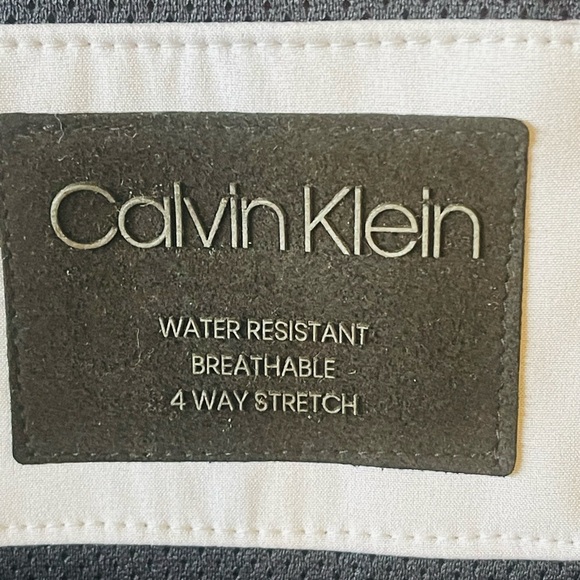 Calvin Klein
WATER RESISTANT
BREATHABLE
4 WAY STRETCH